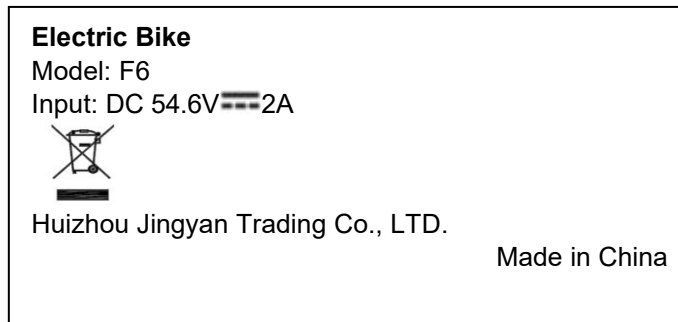 Electric Bike
Model: F6
Input: DC 54.6V⎓2A
Huizhou Jingyan Trading Co., LTD.
Made in China